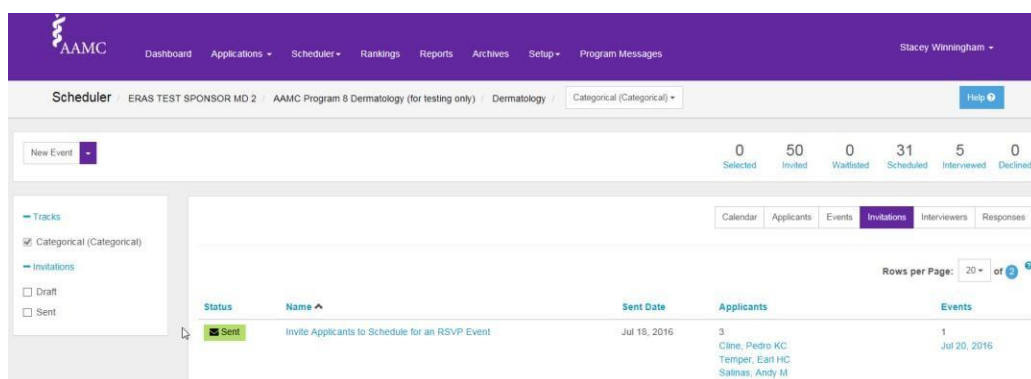 AAMC
Dashboard Applications Scheduler Rankings Reports Archives Setup Program Messages Stacey Winningham
Scheduler / ERAS TEST SPONSOR MD 2 / AAMC Program 8 Dermatology (for testing only) / Dermatology / Categorical (Categorical) Help
New Event
0 50 0 31 5 0
Selected Invited Waitlisted Scheduled Interviewed Declined
Tracks
Calendar Applicants Events Invitations Interviewers Responses
Categorical (Categorical)
Invitations
Rows per Page: 20 of 2
Draft
Sent
Status Name Sent Date Applicants Events
Sent Invite Applicants to Schedule for an RSVP Event Jul 18, 2016 3 1
Cline, Pedro KC Jul 20, 2016
Temper, Earl HC
Salinas, Andy M